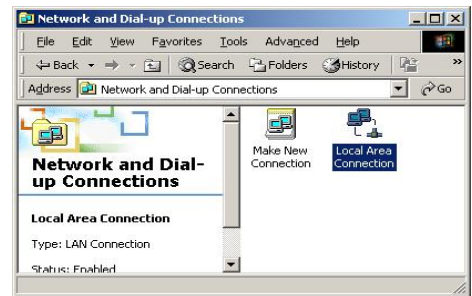 Network and Dial-up Connections
File Edit View Favorites Tools Advanced Help
Back Search Folders History »
Address Network and Dial-up Connections Go
Network and Dial-
up Connections
Local Area Connection
Type: LAN Connection
Status: Enabled
Make New
Connection
Local Area
Connection